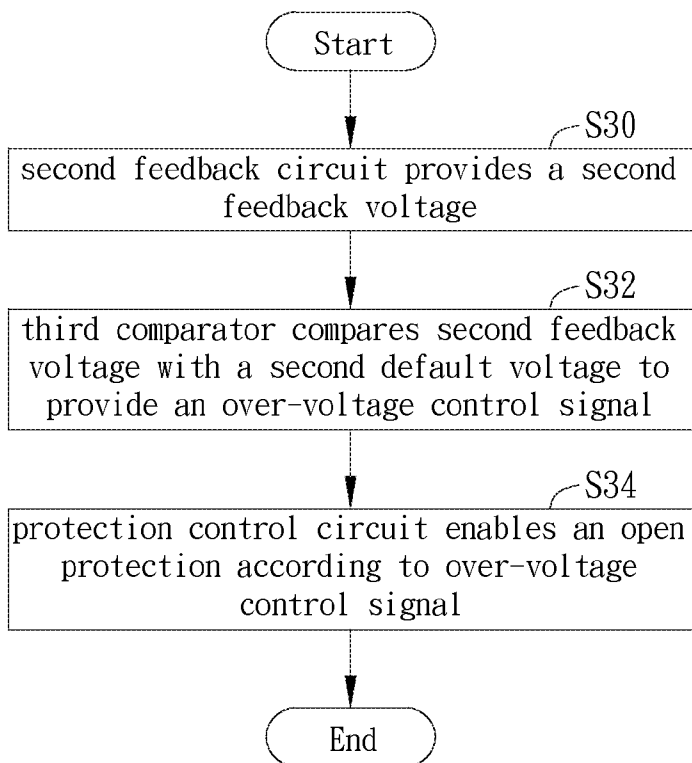 Start
S30
second feedback circuit provides a second
feedback voltage
S32
third comparator compares second feedback
voltage with a second default voltage to
provide an over-voltage control signal
S34
protection control circuit enables an open
protection according to over-voltage
control signal
End